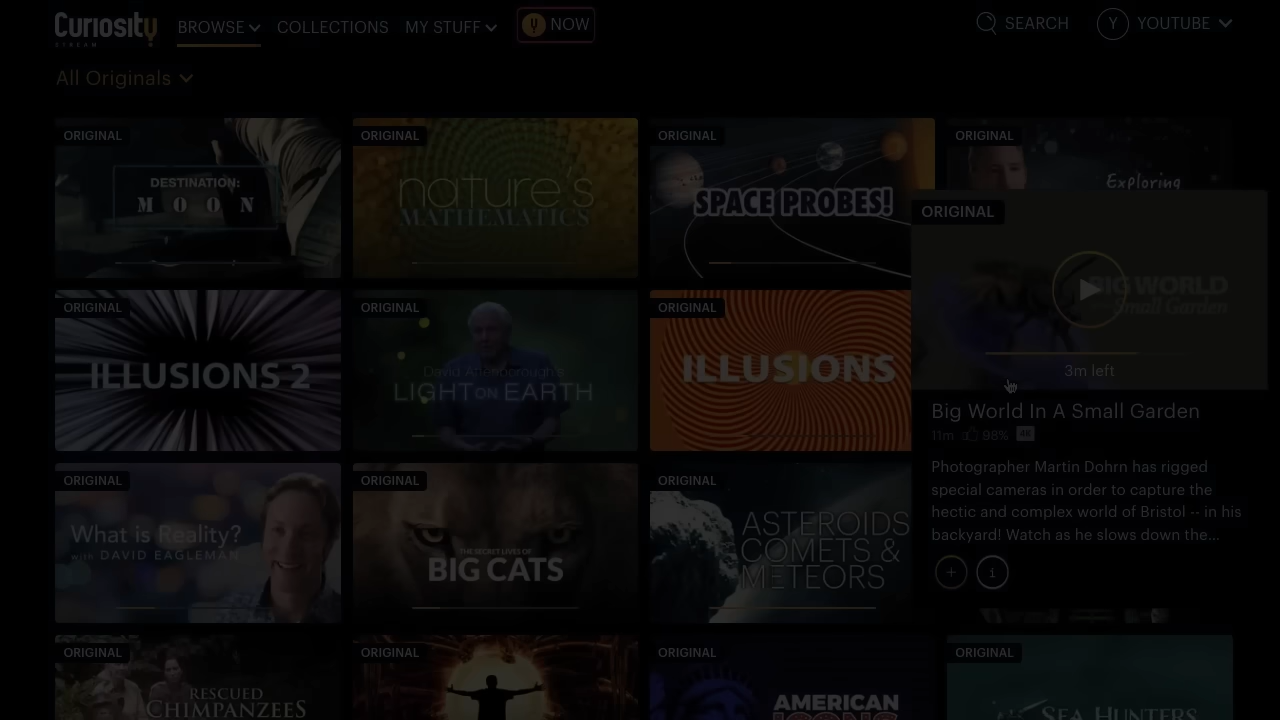 Curiosity
STREAM
BROWSE
COLLECTIONS
MY STUFF
NOW
SEARCH
Y
YOUTUBE
All Originals
ORIGINAL
DESTINATION:
MOON
ORIGINAL
nature's
MATHEMATICS
ORIGINAL
SPACE PROBES!
ORIGINAL
Exploring
ORIGINAL
ILLUSIONS 2
ORIGINAL
David Attenborough's
LIGHT ON EARTH
ORIGINAL
ILLUSIONS
ORIGINAL
BIG WORLD
Small Garden
3m left
Big World In A Small Garden
11m 98% 4K
Photographer Martin Dohrn has rigged
special cameras in order to capture the
hectic and complex world of Bristol -- in his
backyard! Watch as he slows down the...
ORIGINAL
What is Reality?
with DAVID EAGLEMAN
ORIGINAL
THE SECRET LIVES OF
BIG CATS
ORIGINAL
ASTEROIDS
COMETS &
METEORS
ORIGINAL
RESCUED
CHIMPANZEES
ORIGINAL
ORIGINAL
AMERICAN
ICONS
ORIGINAL
SEA HUNTERS